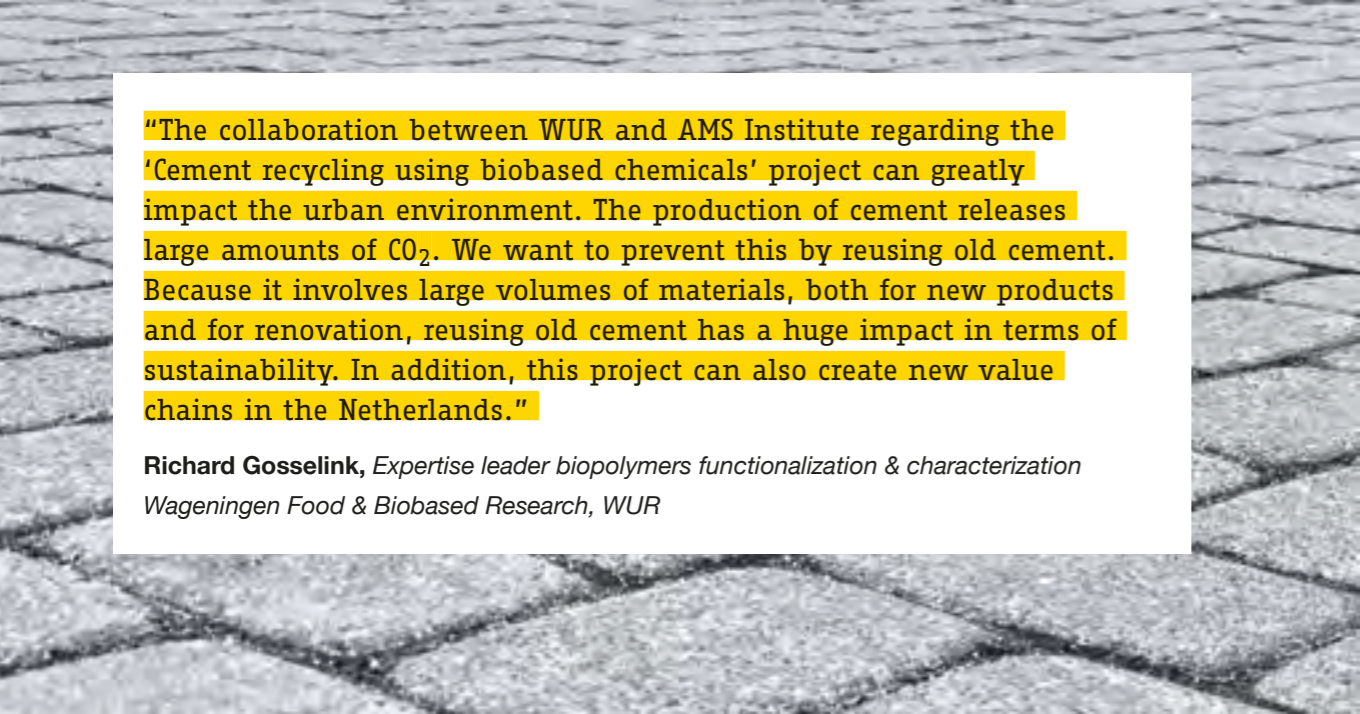 “The collaboration between WUR and AMS Institute regarding the
‘Cement recycling using biobased chemicals’ project can greatly
impact the urban environment. The production of cement releases
large amounts of CO₂. We want to prevent this by reusing old cement.
Because it involves large volumes of materials, both for new products
and for renovation, reusing old cement has a huge impact in terms of
sustainability. In addition, this project can also create new value
chains in the Netherlands.”
Richard Gosselink, Expertise leader biopolymers functionalization & characterization
Wageningen Food & Biobased Research, WUR